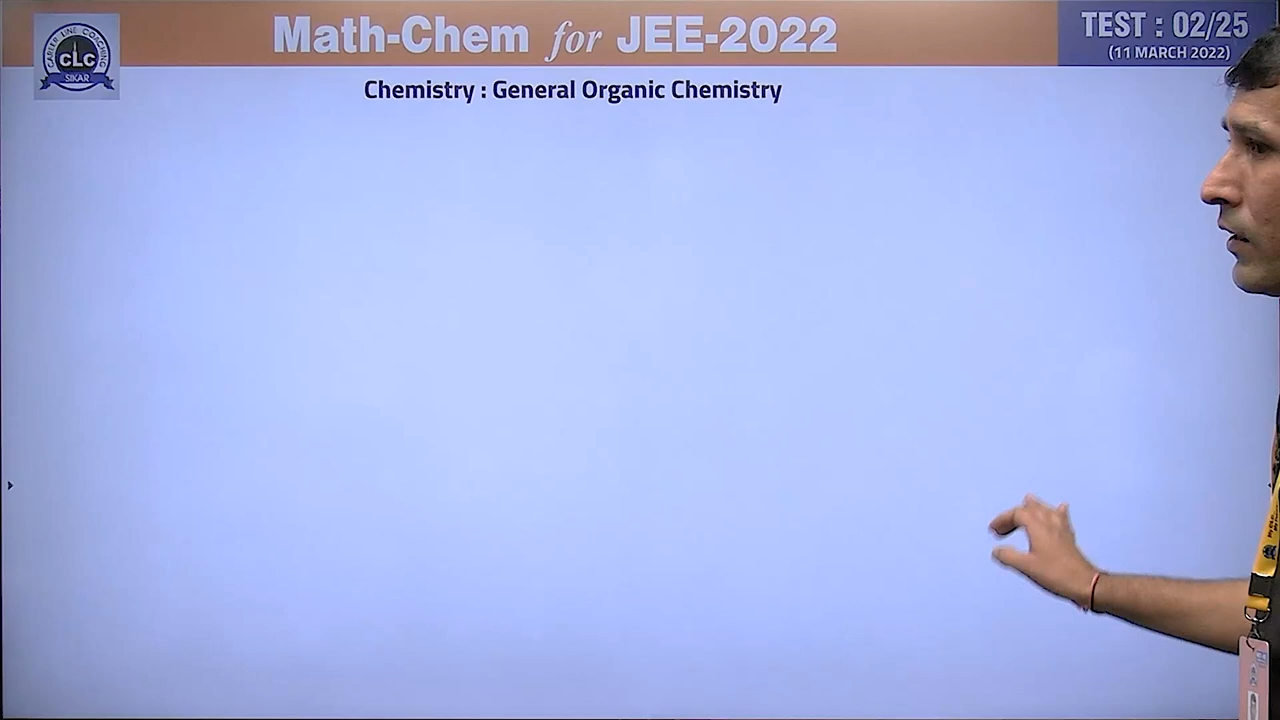 CAREER LINE COACHING
CLC
SIKAR
Math-Chem for JEE-2022
TEST : 02/25
(11 MARCH 2022)
Chemistry : General Organic Chemistry